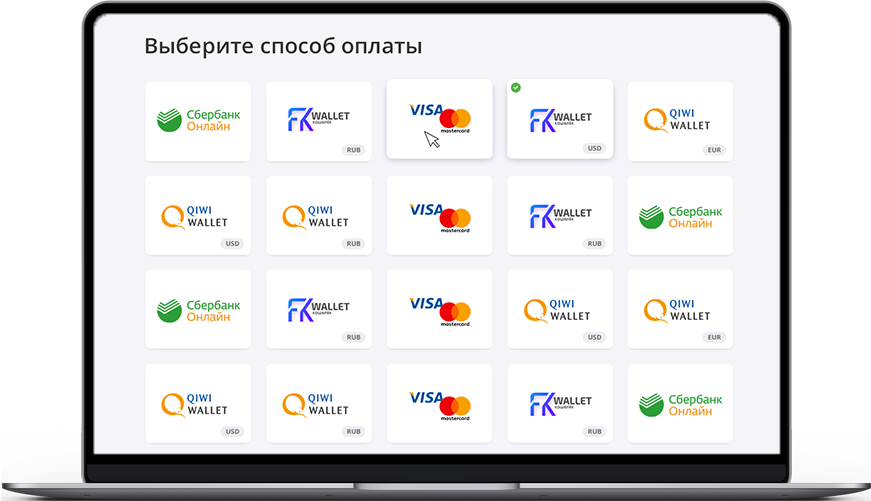 Выберите способ оплаты
Сбербанк
Онлайн
FK WALLET
кошелёк
RUB
VISA
mastercard
FK WALLET
кошелёк
USD
QIWI
WALLET
EUR
QIWI
WALLET
USD
QIWI
WALLET
RUB
VISA
mastercard
FK WALLET
кошелёк
RUB
Сбербанк
Онлайн
Сбербанк
Онлайн
FK WALLET
кошелёк
RUB
VISA
mastercard
QIWI
WALLET
USD
QIWI
WALLET
EUR
QIWI
WALLET
USD
QIWI
WALLET
RUB
VISA
mastercard
FK WALLET
кошелёк
RUB
Сбербанк
Онлайн